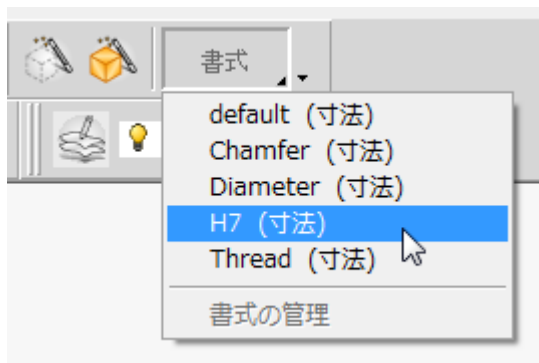 書式
default (寸法)
Chamfer (寸法)
Diameter (寸法)
H7 (寸法)
Thread (寸法)
書式の管理